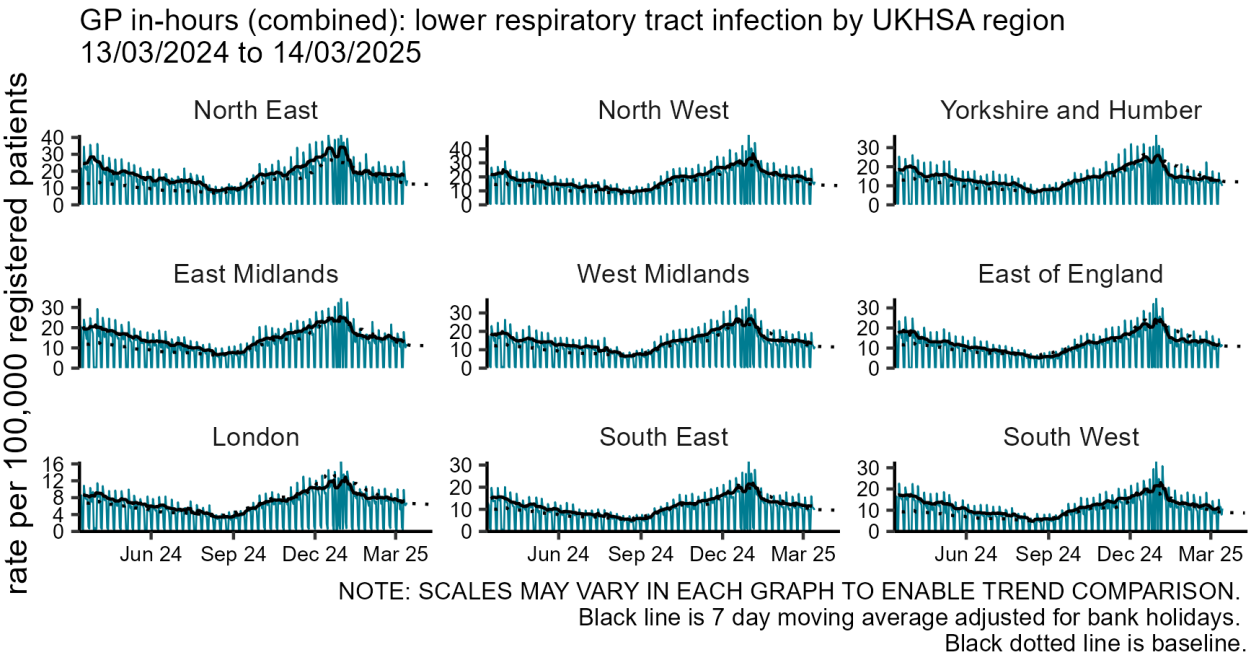 GP in-hours (combined): lower respiratory tract infection by UKHSA region
13/03/2024 to 14/03/2025
rate per 100,000 registered patients
North East
North West
Yorkshire and Humber
40
30
20
10
0
40
30
20
10
0
30
20
10
0
East Midlands
West Midlands
East of England
30
20
10
0
30
20
10
0
30
20
10
0
London
South East
South West
16
12
8
4
0
30
20
10
0
30
20
10
0
Jun 24 Sep 24 Dec 24 Mar 25
Jun 24 Sep 24 Dec 24 Mar 25
Jun 24 Sep 24 Dec 24 Mar 25
NOTE: SCALES MAY VARY IN EACH GRAPH TO ENABLE TREND COMPARISON.
Black line is 7 day moving average adjusted for bank holidays.
Black dotted line is baseline.